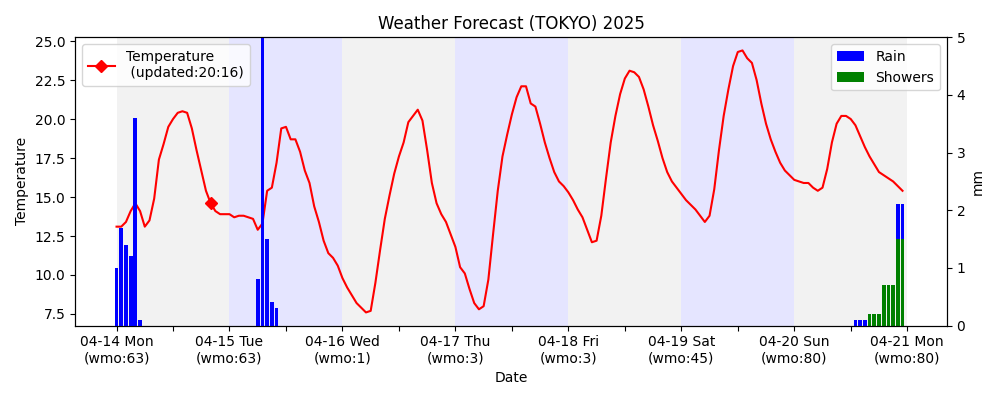 Weather Forecast (TOKYO) 2025
Temperature
(updated:20:16)
Rain
Showers
25.0
22.5
20.0
17.5
15.0
12.5
10.0
7.5
Temperature
5
4
3
2
1
0
mm
04-14 Mon
(wmo:63)
04-15 Tue
(wmo:63)
04-16 Wed
(wmo:1)
04-17 Thu
(wmo:3)
04-18 Fri
(wmo:3)
04-19 Sat
(wmo:45)
04-20 Sun
(wmo:80)
04-21 Mon
(wmo:80)
Date